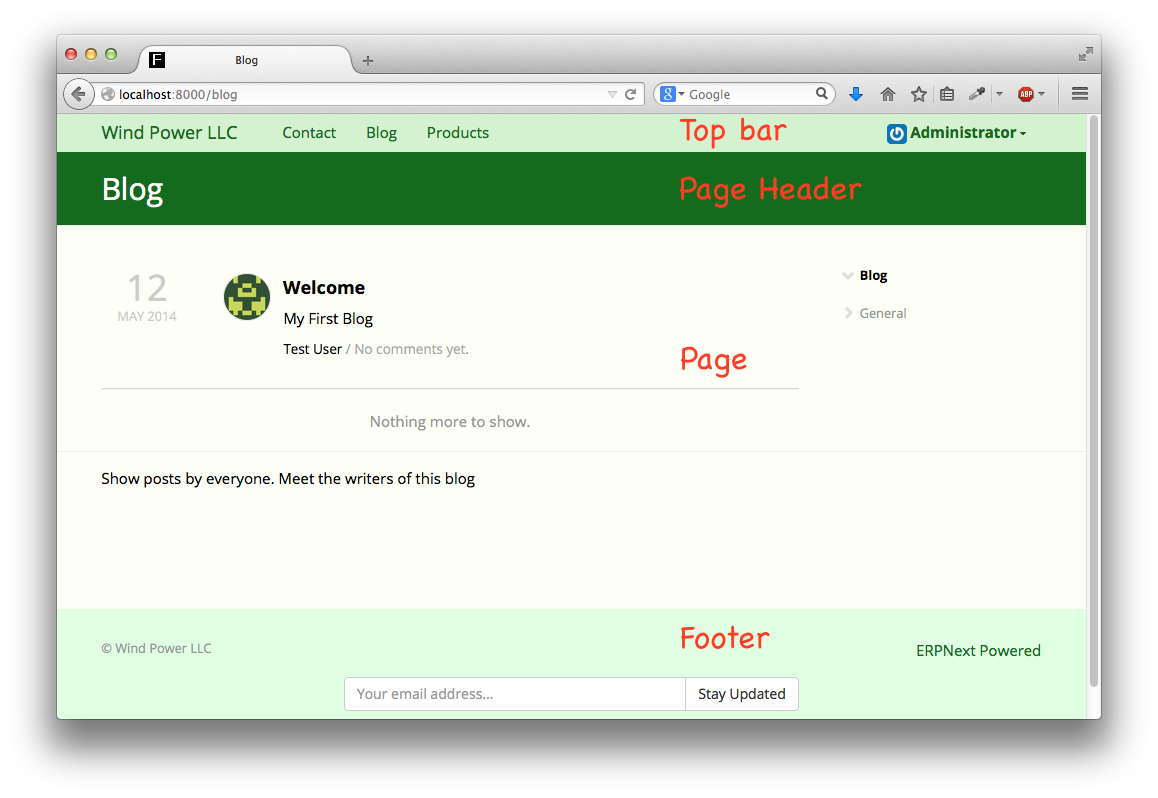 Blog
localhost:8000/blog
Google
ABP
Wind Power LLC Contact Blog Products Top bar Administrator
Blog Page Header
12
MAY 2014
Welcome
My First Blog
Test User / No comments yet.
Blog
General
Page
Nothing more to show.
Show posts by everyone. Meet the writers of this blog
© Wind Power LLC Footer ERPNext Powered
Your email address... Stay Updated